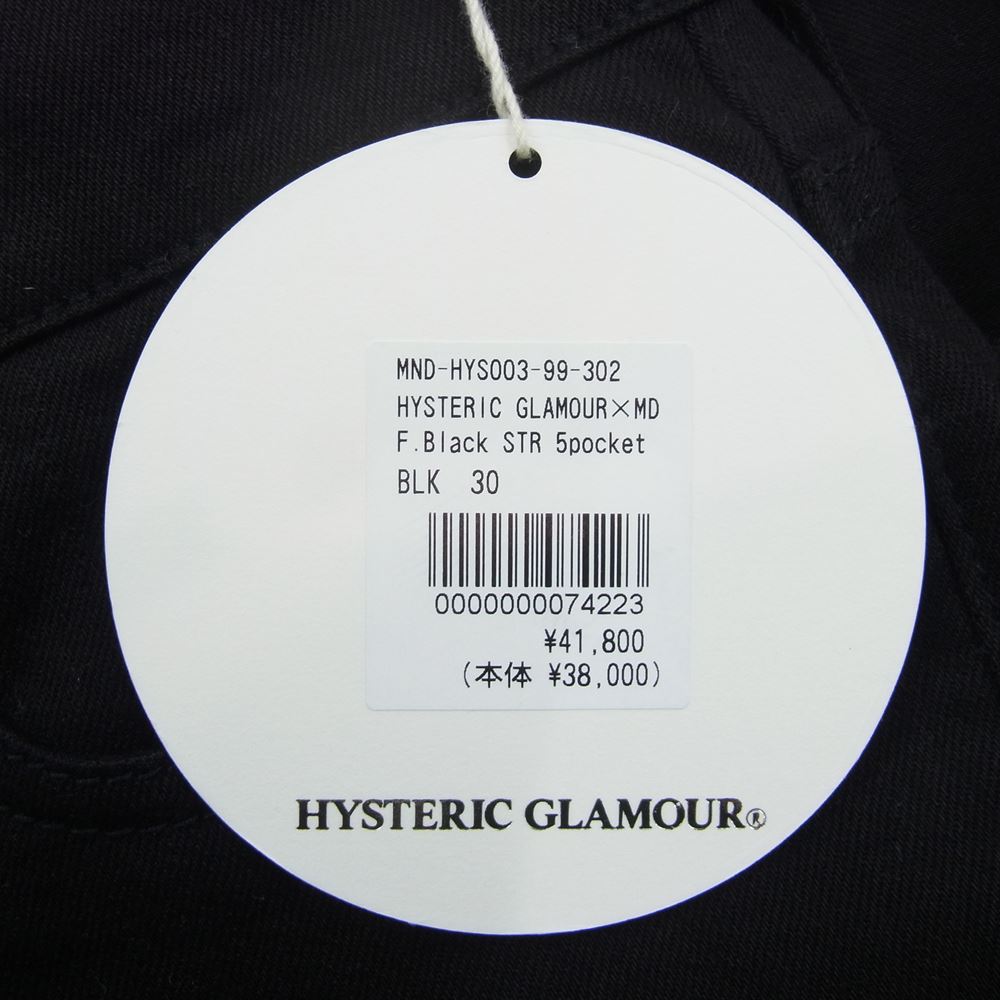 MND-HYS003-99-302
HYSTERIC GLAMOUR×MD
F.Black STR 5pocket
BLK 30
0000000074223
¥41,800
(本体 ¥38,000)
HYSTERIC GLAMOUR®